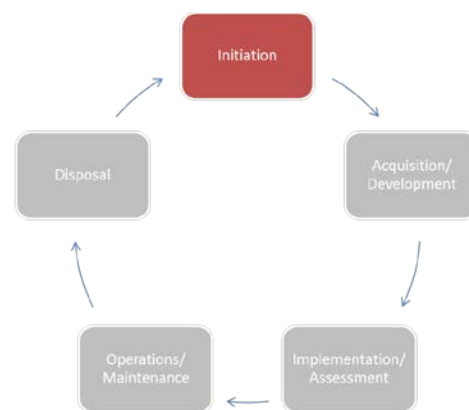 Initiation
Acquisition/
Development
Implementation/
Assessment
Operations/
Maintenance
Disposal